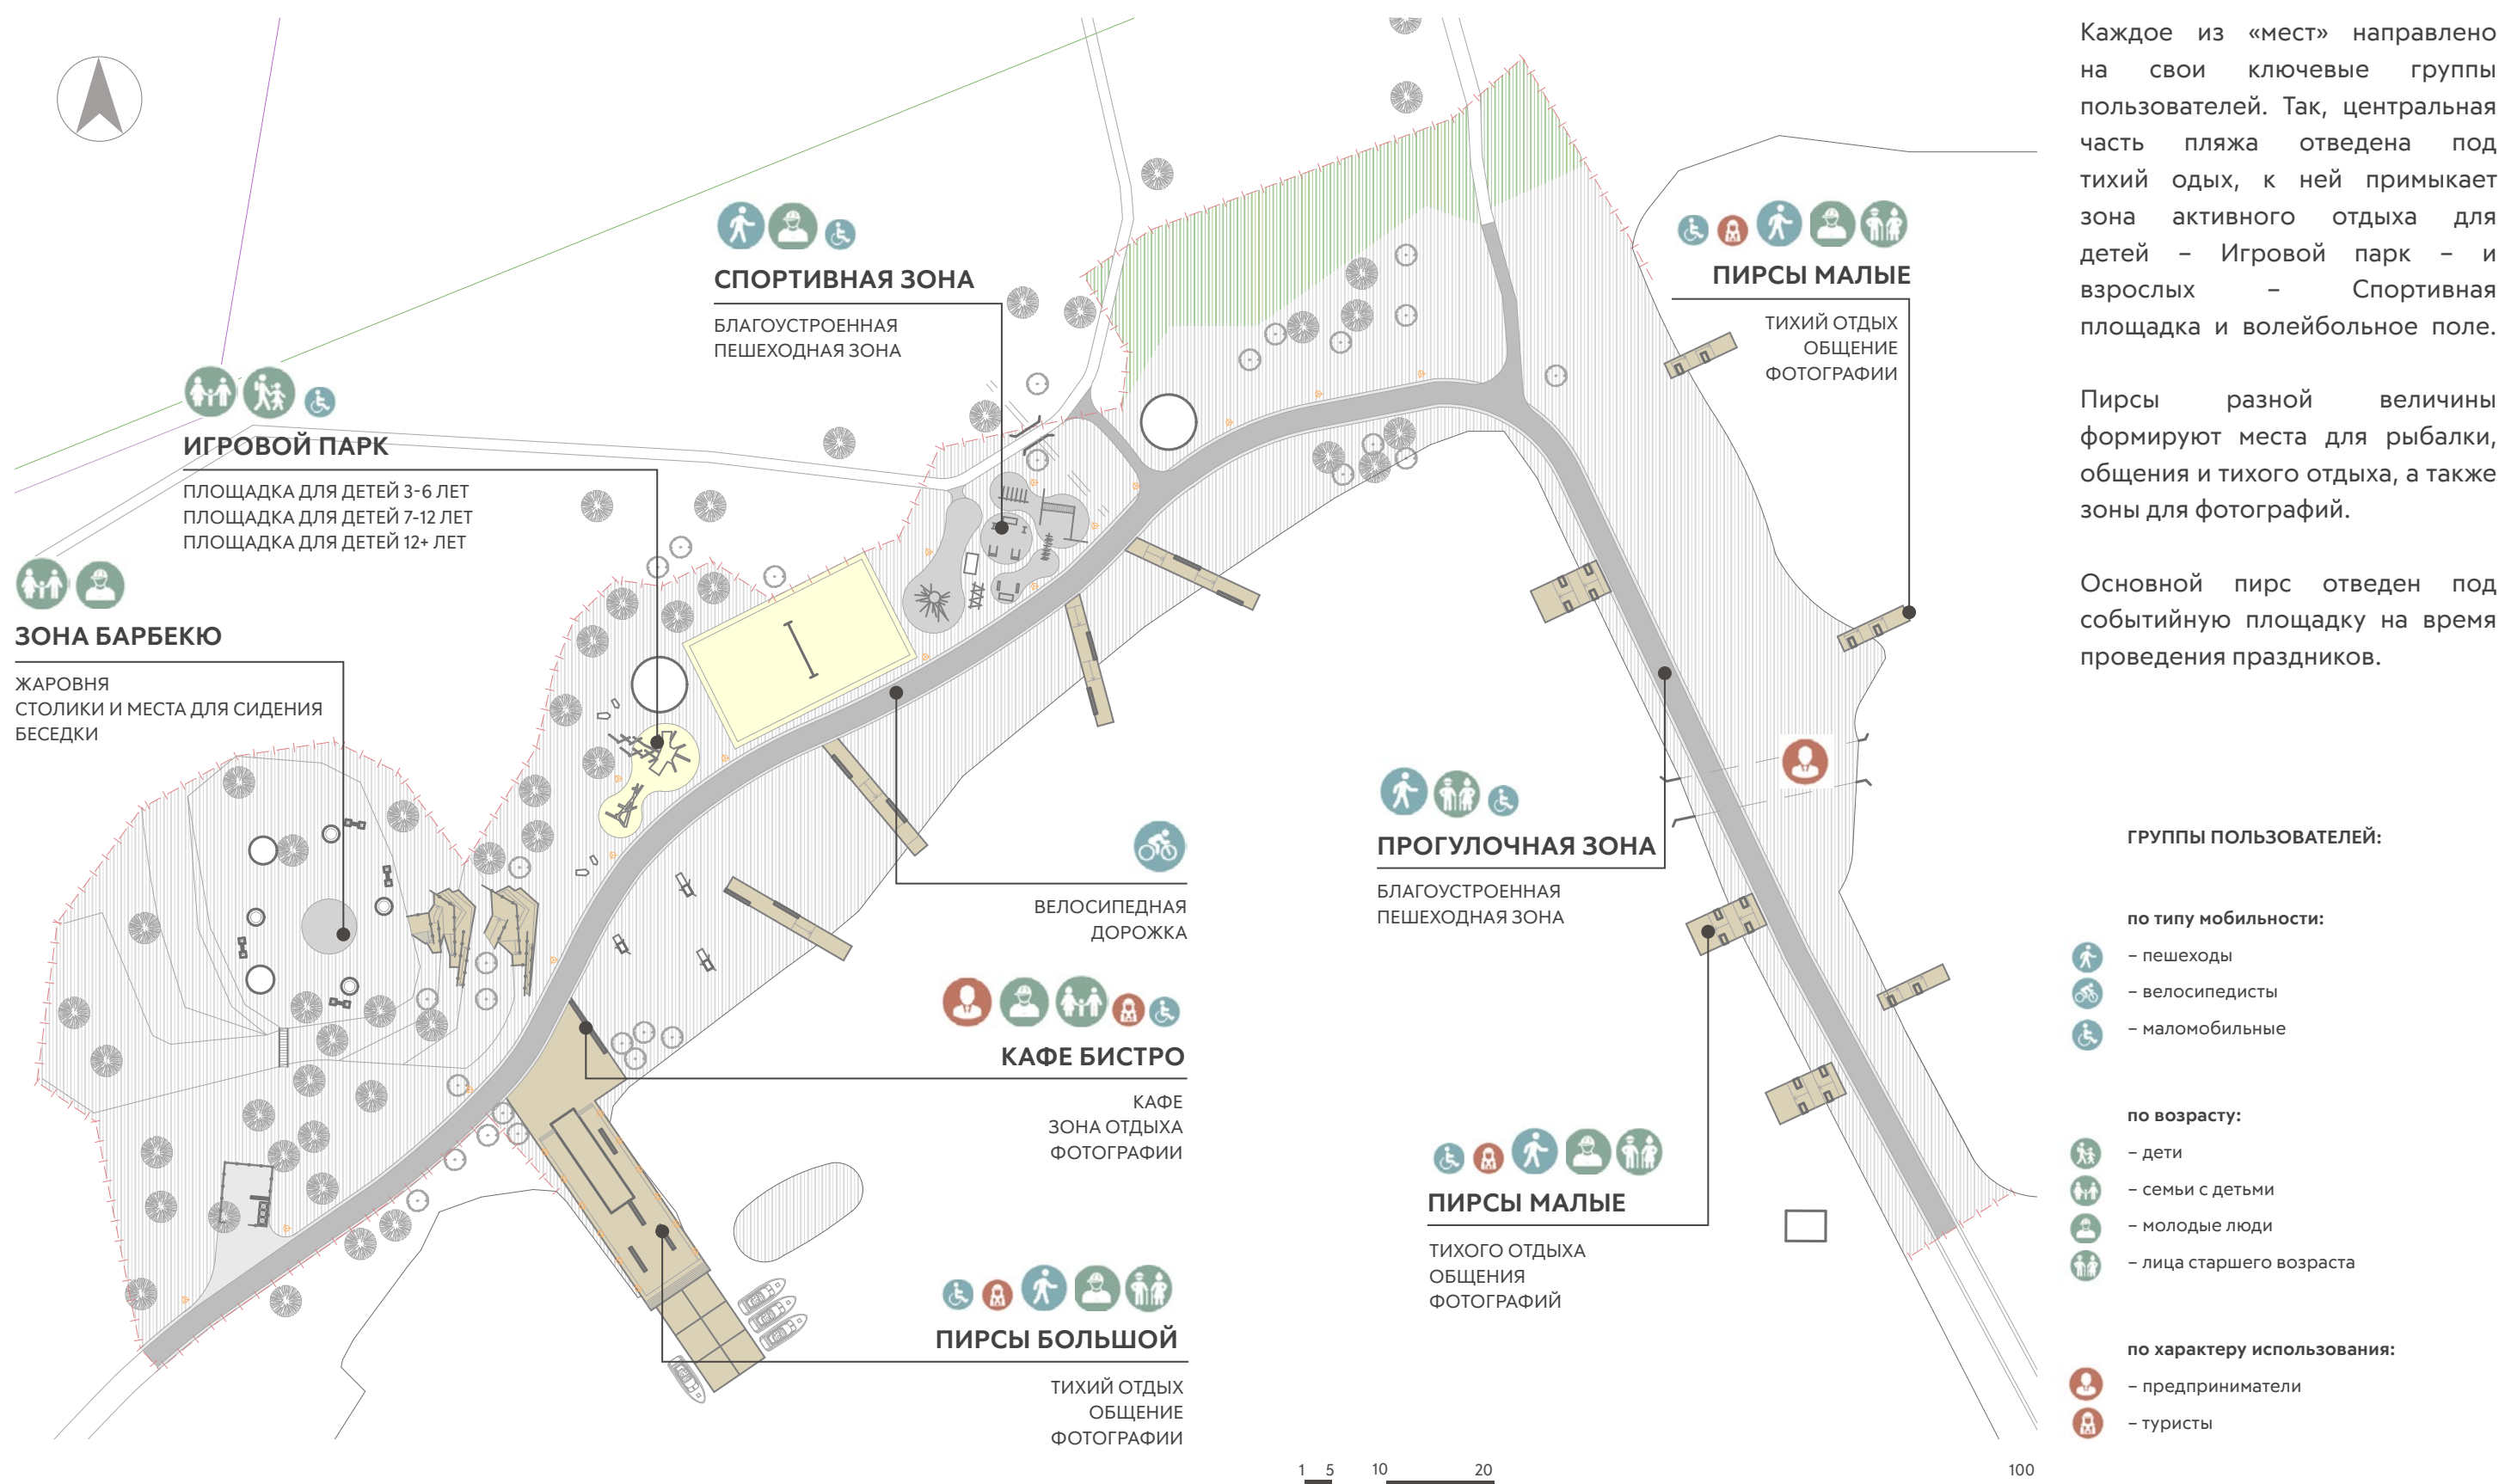 СПОРТИВНАЯ ЗОНА
БЛАГОУСТРОЕННАЯ
ПЕШЕХОДНАЯ ЗОНА
ПИРСЫ МАЛЫЕ
ТИХИЙ ОТДЫХ
ОБЩЕНИЕ
ФОТОГРАФИИ
ИГРОВОЙ ПАРК
ПЛОЩАДКА ДЛЯ ДЕТЕЙ 3-6 ЛЕТ
ПЛОЩАДКА ДЛЯ ДЕТЕЙ 7-12 ЛЕТ
ПЛОЩАДКА ДЛЯ ДЕТЕЙ 12+ ЛЕТ
ЗОНА БАРБЕКЮ
ЖАРОВНЯ
СТОЛИКИ И МЕСТА ДЛЯ СИДЕНИЯ
БЕСЕДКИ
ВЕЛОСИПЕДНАЯ
ДОРОЖКА
ПРОГУЛОЧНАЯ ЗОНА
БЛАГОУСТРОЕННАЯ
ПЕШЕХОДНАЯ ЗОНА
КАФЕ БИСТРО
КАФЕ
ЗОНА ОТДЫХА
ФОТОГРАФИИ
ПИРСЫ МАЛЫЕ
ТИХОГО ОТДЫХА
ОБЩЕНИЯ
ФОТОГРАФИЙ
ПИРСЫ БОЛЬШОЙ
ТИХИЙ ОТДЫХ
ОБЩЕНИЕ
ФОТОГРАФИИ
1 5 10 20 100
Каждое из «мест» направлено
на свои ключевые группы
пользователей. Так, центральная
часть пляжа отведена под
тихий одых, к ней примыкает
зона активного отдыха для
детей – Игровой парк – и
взрослых – Спортивная
площадка и волейбольное поле.
Пирсы разной величины
формируют места для рыбалки,
общения и тихого отдыха, а также
зоны для фотографий.
Основной пирс отведен под
событийную площадку на время
проведения праздников.
ГРУППЫ ПОЛЬЗОВАТЕЛЕЙ:
по типу мобильности:
– пешеходы
– велосипедисты
– маломобильные
по возрасту:
– дети
– семьи с детьми
– молодые люди
– лица старшего возраста
по характеру использования:
– предприниматели
– туристы